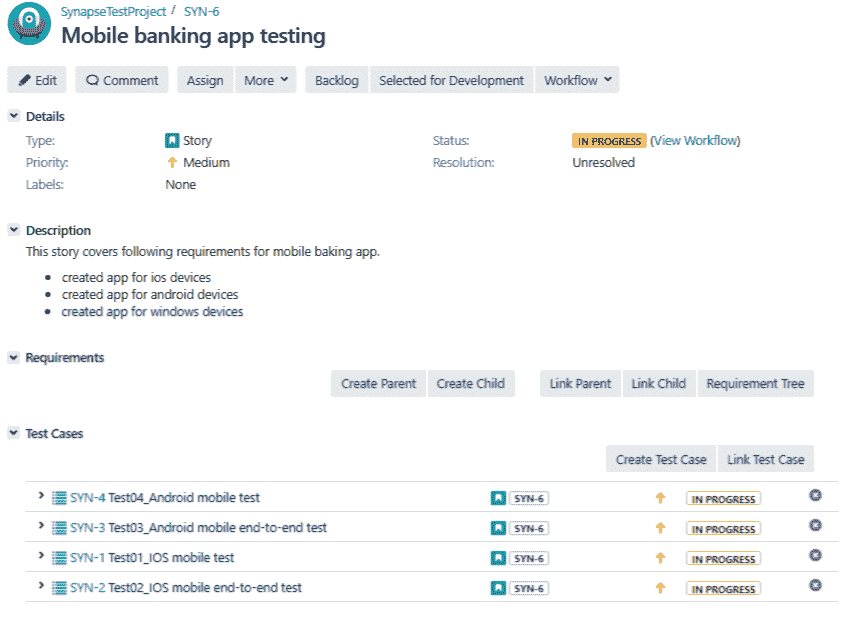 SynapseTestProject / SYN-6
Mobile banking app testing
Edit Comment Assign More Backlog Selected for Development Workflow
Details
Type: Story Status: IN PROGRESS (View Workflow)
Priority: Medium Resolution: Unresolved
Labels: None
Description
This story covers following requirements for mobile baking app.
created app for ios devices
created app for android devices
created app for windows devices
Requirements
Create Parent Create Child Link Parent Link Child Requirement Tree
Test Cases
Create Test Case Link Test Case
SYN-4 Test04_Android mobile test SYN-6 IN PROGRESS
SYN-3 Test03_Android mobile end-to-end test SYN-6 IN PROGRESS
SYN-1 Test01_IOS mobile test SYN-6 IN PROGRESS
SYN-2 Test02_IOS mobile end-to-end test SYN-6 IN PROGRESS